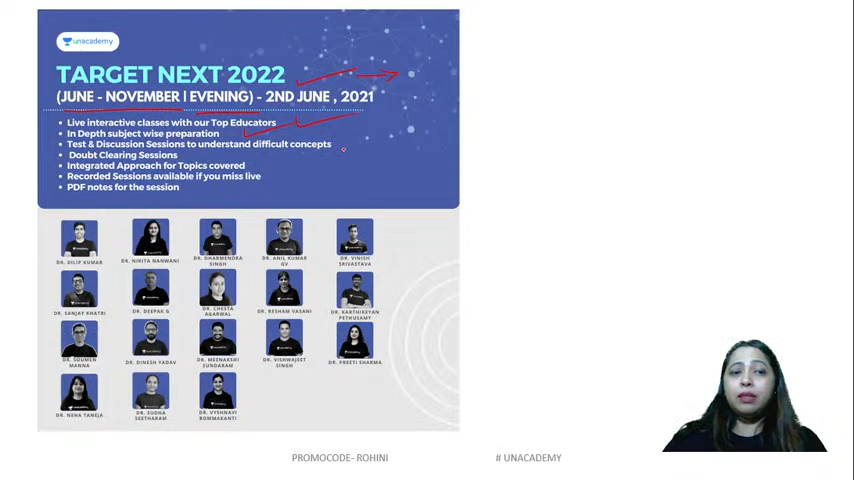 unacademy
TARGET NEXT 2022
(JUNE - NOVEMBER | EVENING) - 2ND JUNE , 2021
Live interactive classes with our Top Educators
In Depth subject wise preparation
Test & Discussion Sessions to understand difficult concepts
Doubt Clearing Sessions
Integrated Approach for Topics covered
Recorded Sessions available if you miss live
PDF notes for the session
DR. DILIP KUMAR
DR. NIKITA NANWANI
DR. DHARMENDRA
SINGH
DR. ANIL KUMAR
GV
DR. VINISH
SRIVASTAVA
DR. SANJAY KHATRI
DR. DEEPAK G
DR. CHESTA
AGARWAL
DR. RESHAM VASANI
DR. KARTHIKEYAN
PETHUSAMY
DR. SOUMEN
MANNA
DR. DINESH YADAV
DR. MEENAKSHI
SUNDARAM
DR. VISHWAJEET
SINGH
DR. PREETI SHARMA
DR. NEHA TANEJA
DR. SUDHA
SEETHARAM
DR. VYSHNAVI
BOMMAKANTI
PROMOCODE- ROHINI
# UNACADEMY